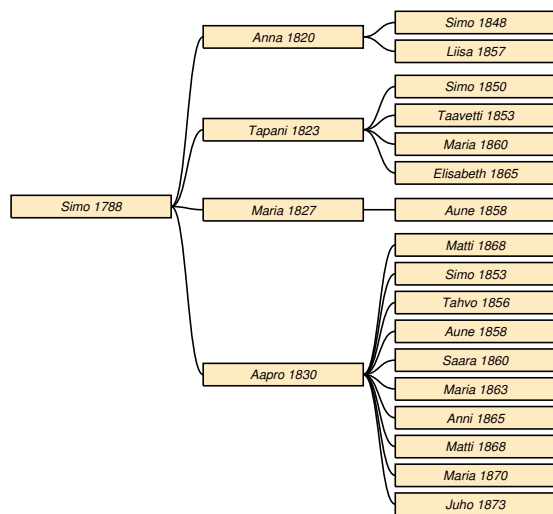 Simo 1788
Anna 1820
Simo 1848
Liisa 1857
Tapani 1823
Simo 1850
Taavetti 1853
Maria 1860
Elisabeth 1865
Maria 1827
Aune 1858
Aapro 1830
Matti 1868
Simo 1853
Tahvo 1856
Aune 1858
Saara 1860
Maria 1863
Anni 1865
Matti 1868
Maria 1870
Juho 1873